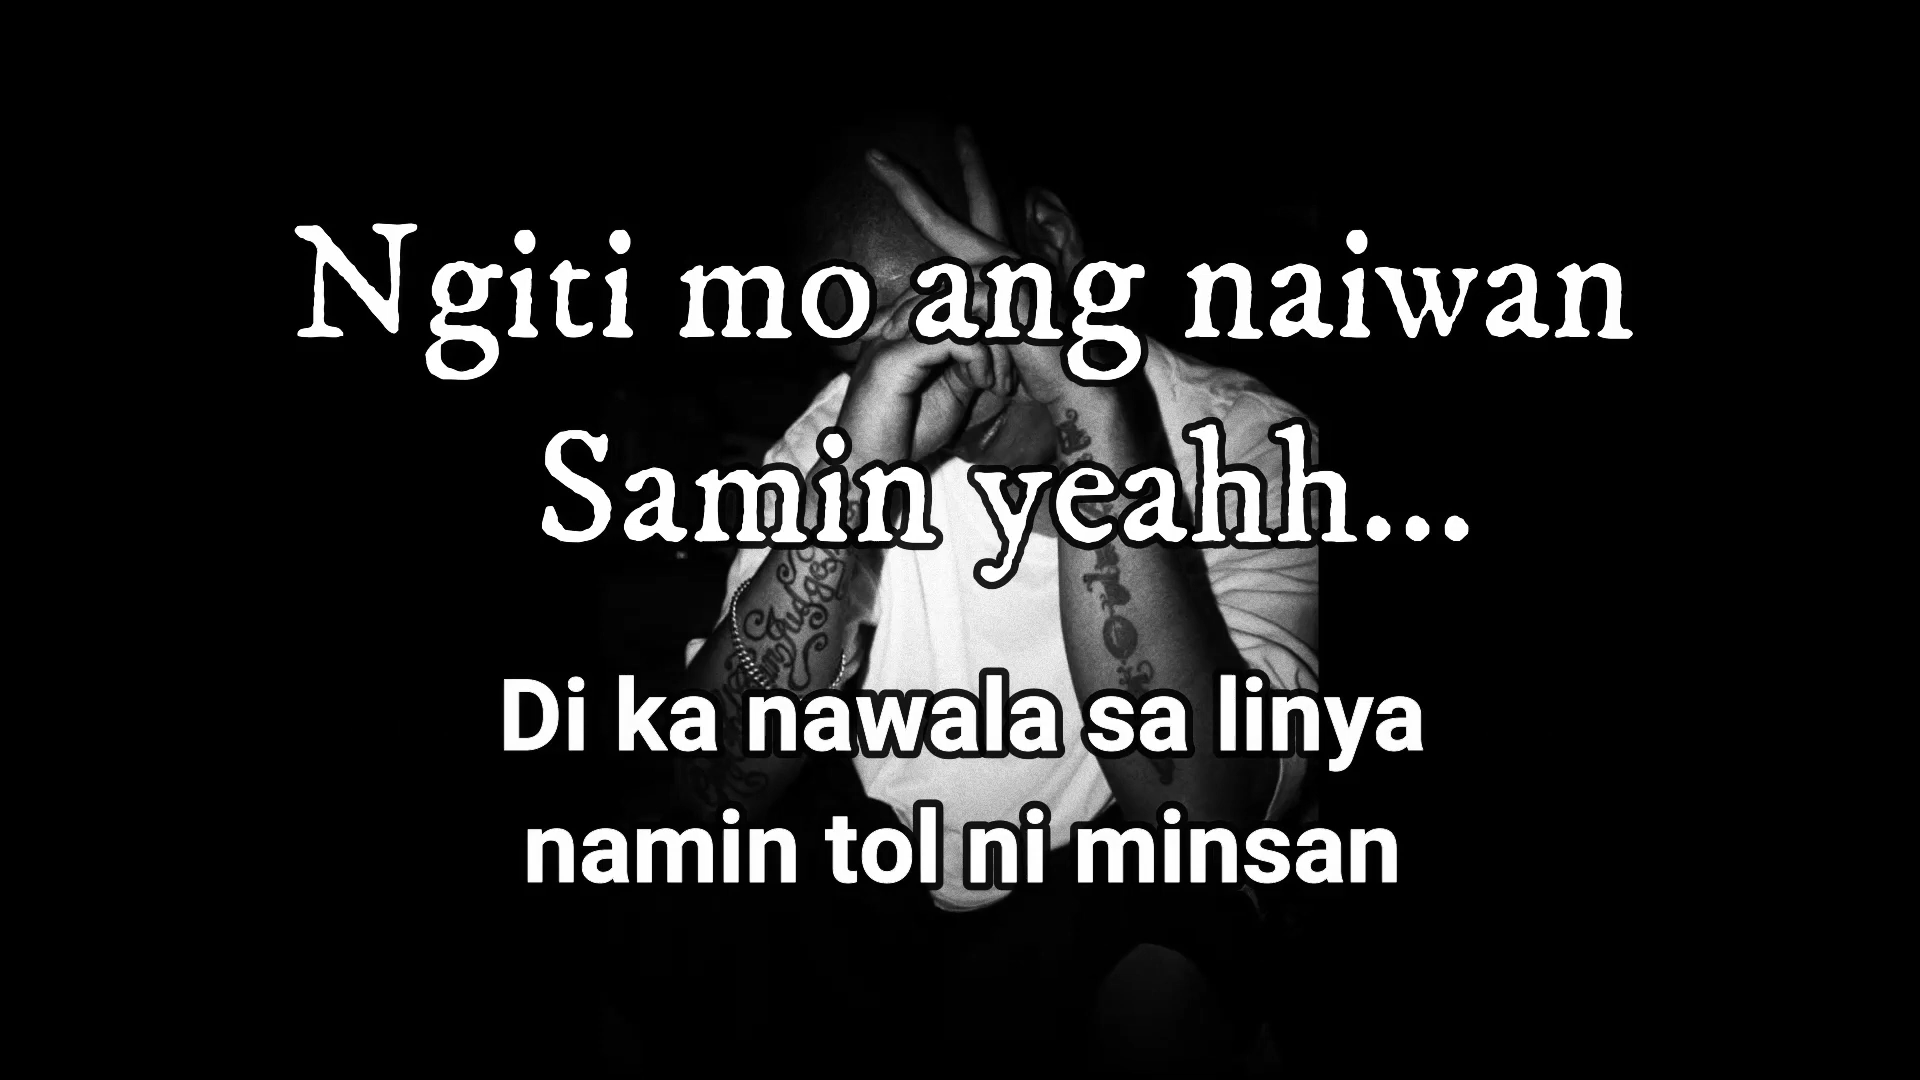 Ngiti mo ang naiwan
Samin yeahh...
Di ka nawala sa linya
namin tol ni minsan